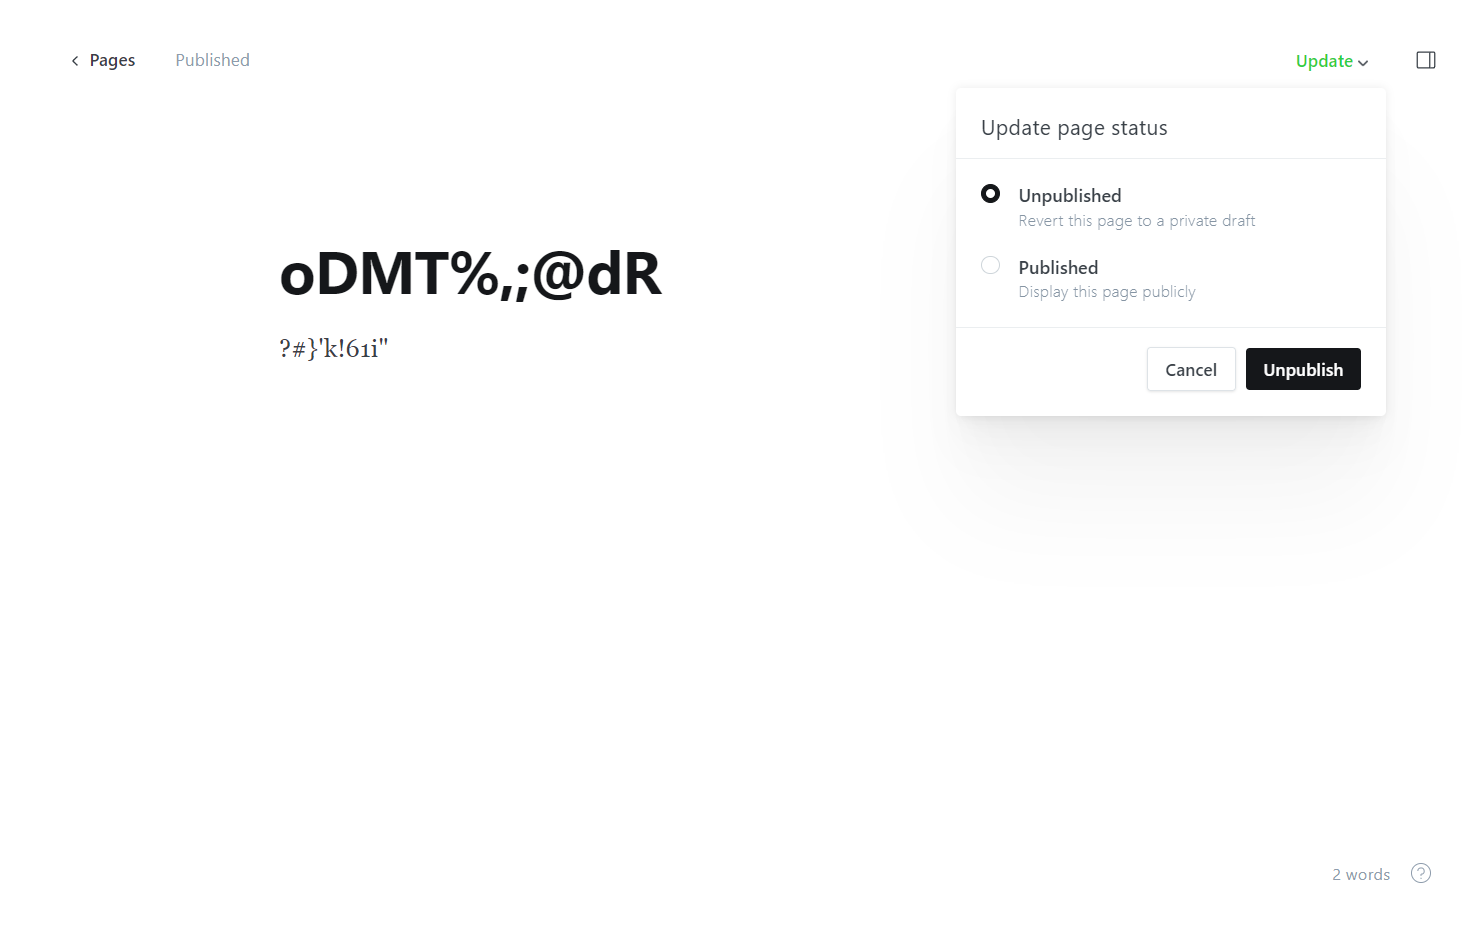 Pages
Published
Update
Update page status
Unpublished
Revert this page to a private draft
Published
Display this page publicly
Cancel
Unpublish
oDMT%,;@dR
?#}'k!61i"
2 words
?